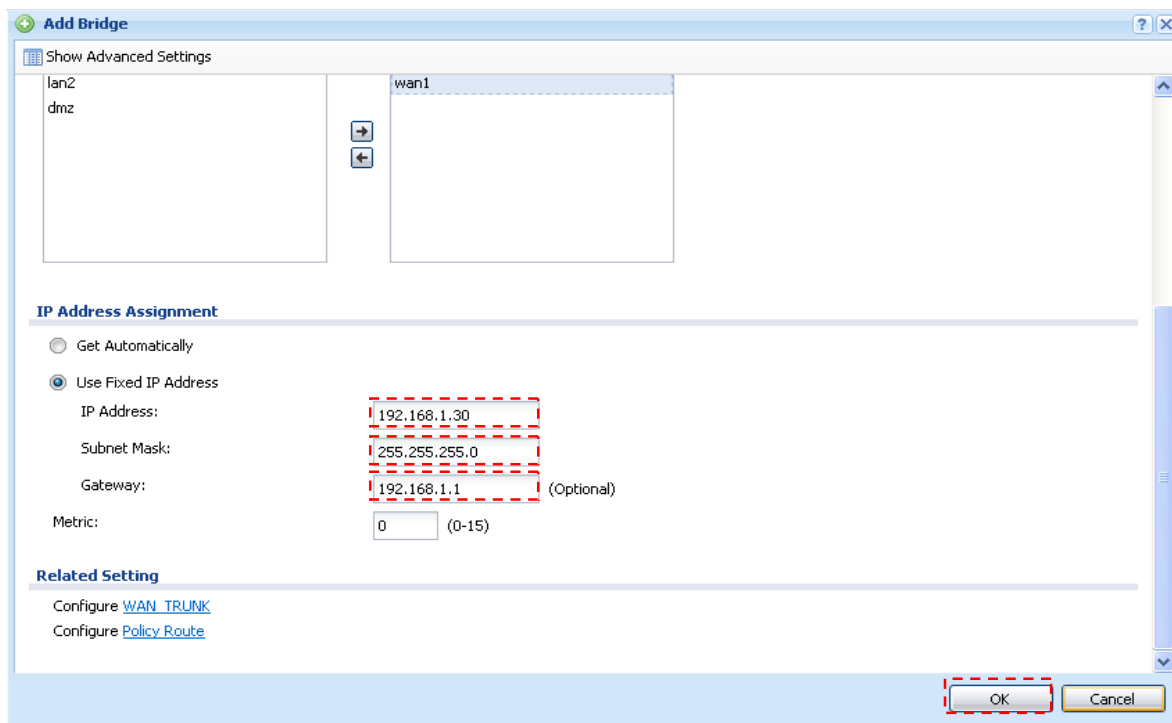 Add Bridge
?
Show Advanced Settings
lan2
wan1
dmz
IP Address Assignment
Get Automatically
Use Fixed IP Address
IP Address:
192.168.1.30
Subnet Mask:
255.255.255.0
Gateway:
192.168.1.1
(Optional)
Metric:
0
(0-15)
Related Setting
Configure WAN_TRUNK
Configure Policy Route
OK
Cancel